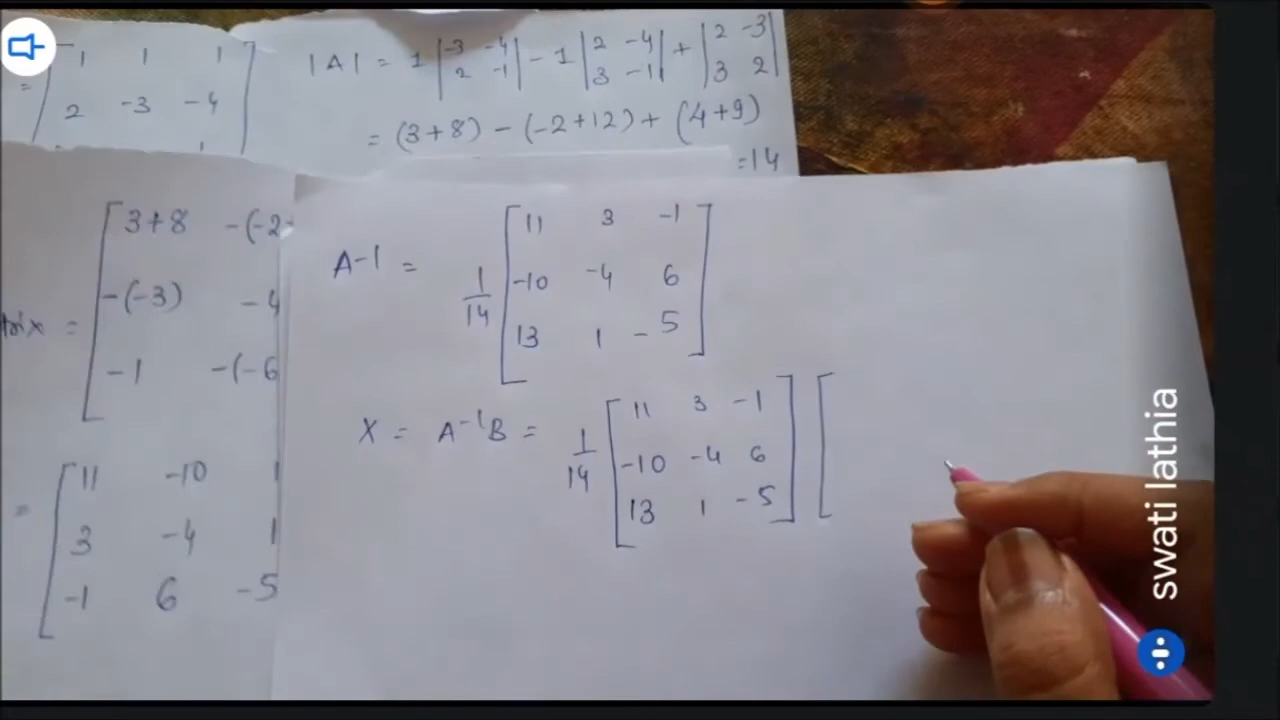 = [ 1 1 1
2 -3 -4
|A| = 1 |-3 -4| - 1 |2 -4| + |2 -3|
2 -1 3 -1 3 2
= (3+8) - (-2+12) + (4+9)
=14
3+8 -(-2
-(-3) -4
-1 -(-6
= 11 -10 1
3 -4 1
-1 6 -5
A-1 = 1/14 [ 11 3 -1
-10 -4 6
13 1 -5 ]
X = A-1B = 1/14 [ 11 3 -1
-10 -4 6
13 1 -5 ] [
swati lathia